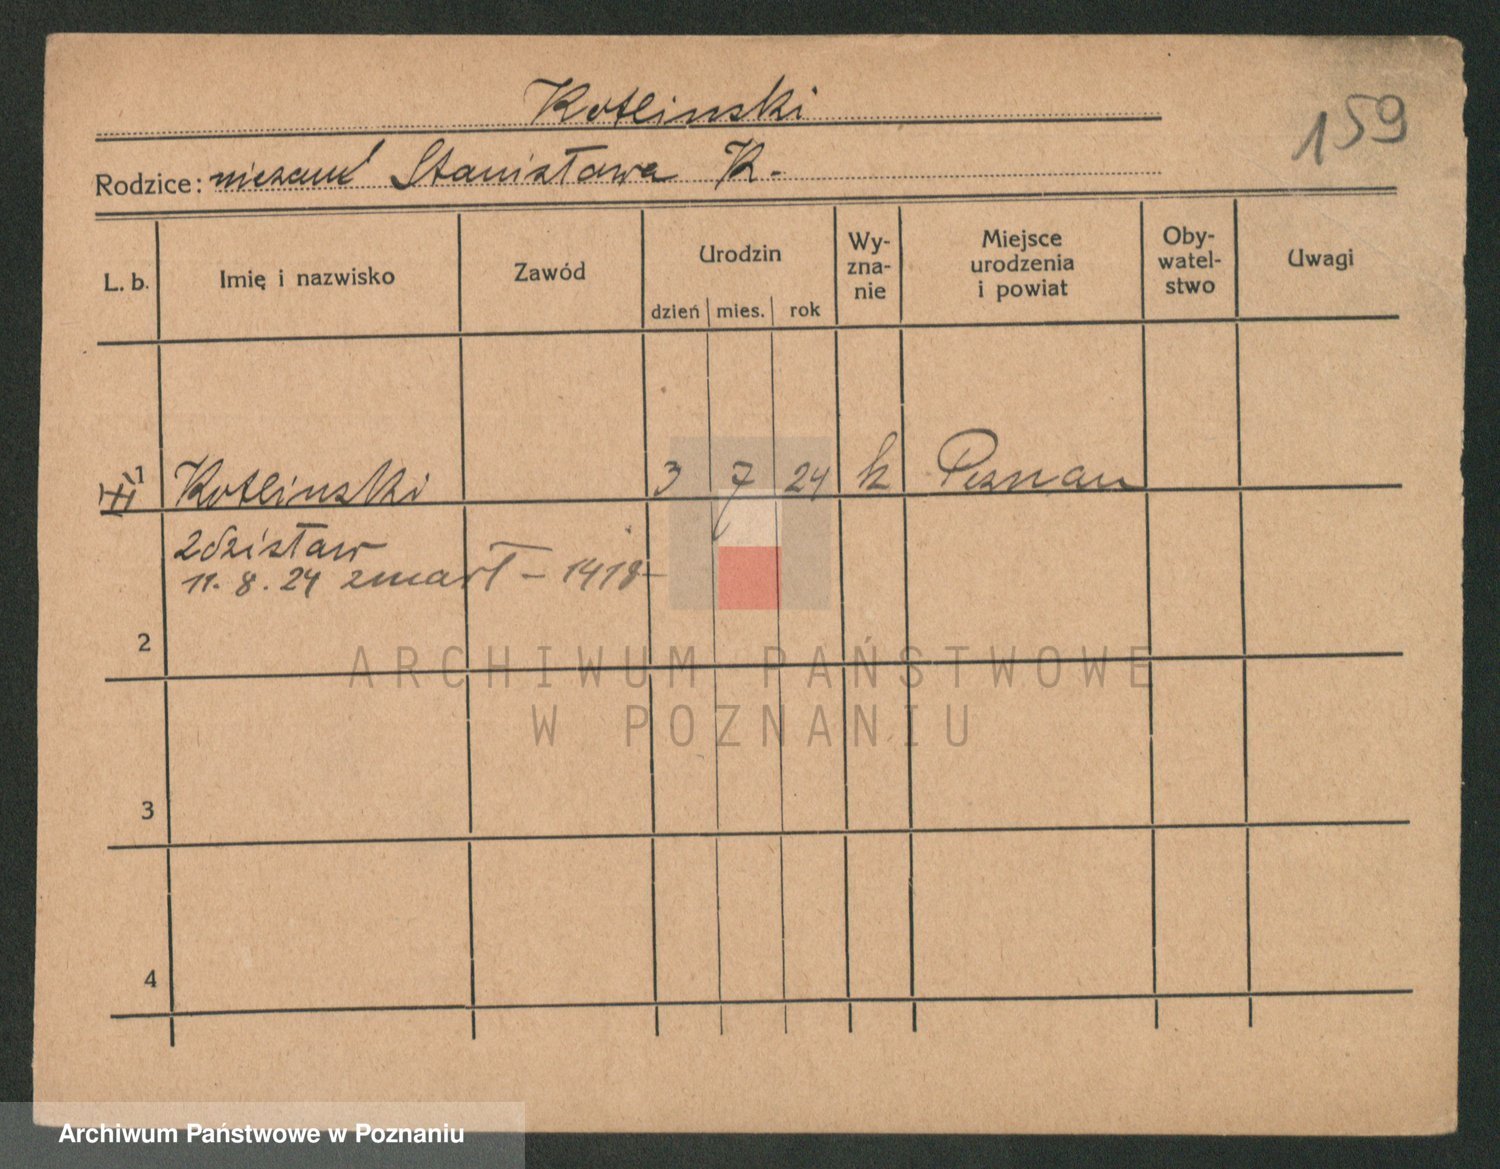 Kotlinski
159
Rodzice: niezam. Stanisława K.
L. b.
Imię i nazwisko
Zawód
Urodzin
dzień mies. rok
Wy-
zna-
nie
Miejsce
urodzenia
i powiat
Oby-
watel-
stwo
Uwagi
1 Kotlinski 3 7 24 k Poznan
Zdzisław
11. 8. 24 zmarł - 1418 -
2
3
4
ARCHIWUM PAŃSTWOWE
W POZNANIU
Archiwum Państwowe w Poznaniu